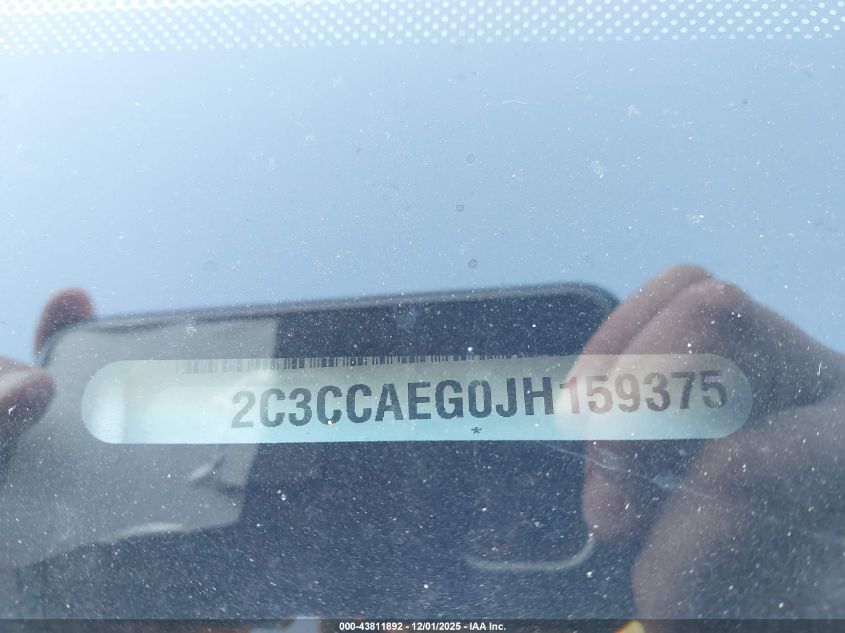 2C3CCAEG0JH159375
*
000-43811892 - 12/01/2025 - IAA Inc.